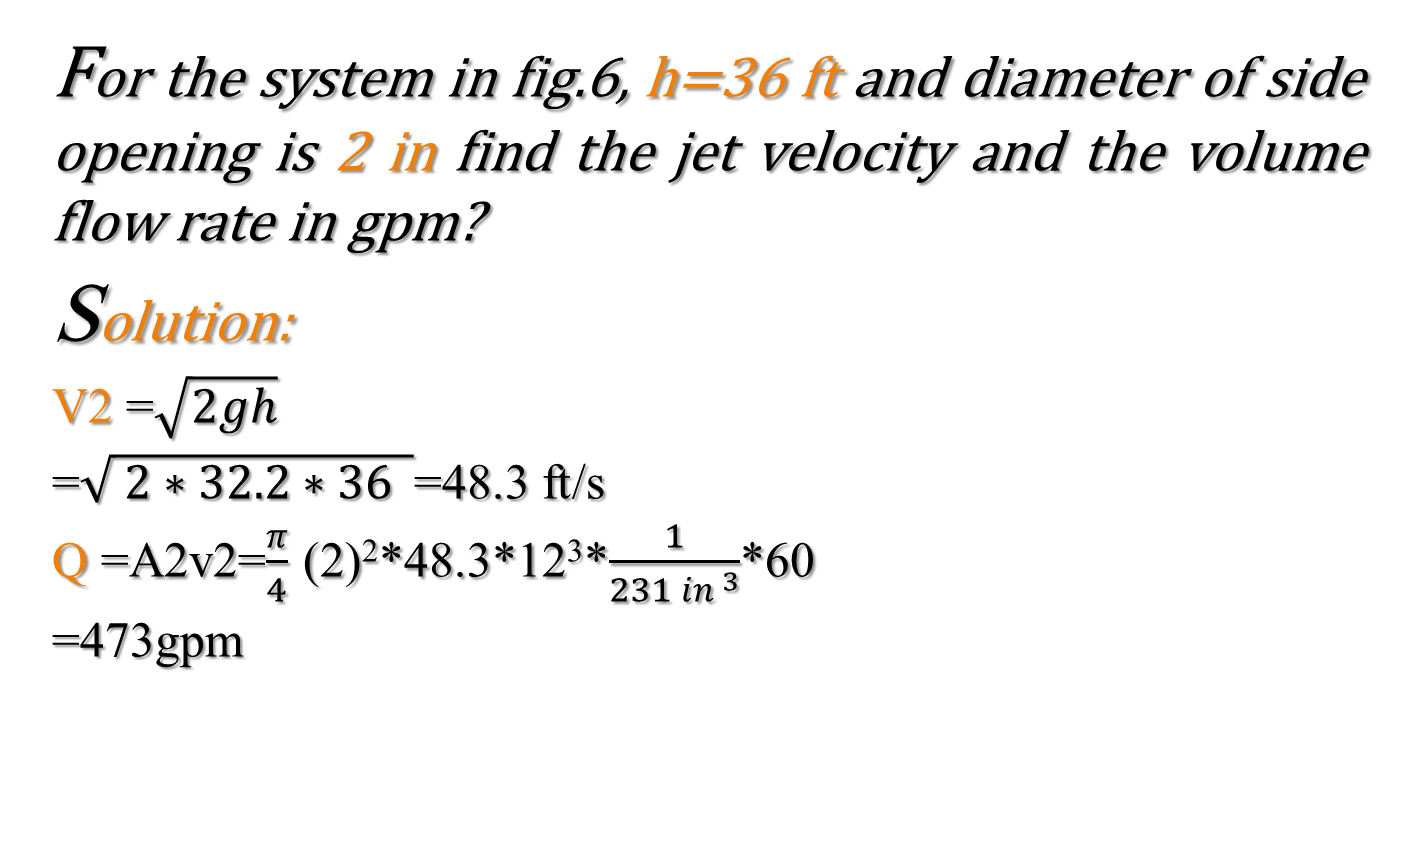 For the system in fig.6, h=36 ft and diameter of side
opening is 2 in find the jet velocity and the volume
flow rate in gpm?
Solution:
V2 =√2𝑔ℎ
=√2 ∗ 32.2 ∗ 36 =48.3 ft/s
Q =A2v2=π/4 (2)²*48.3*12³*1/(231 in ³)*60
=473gpm